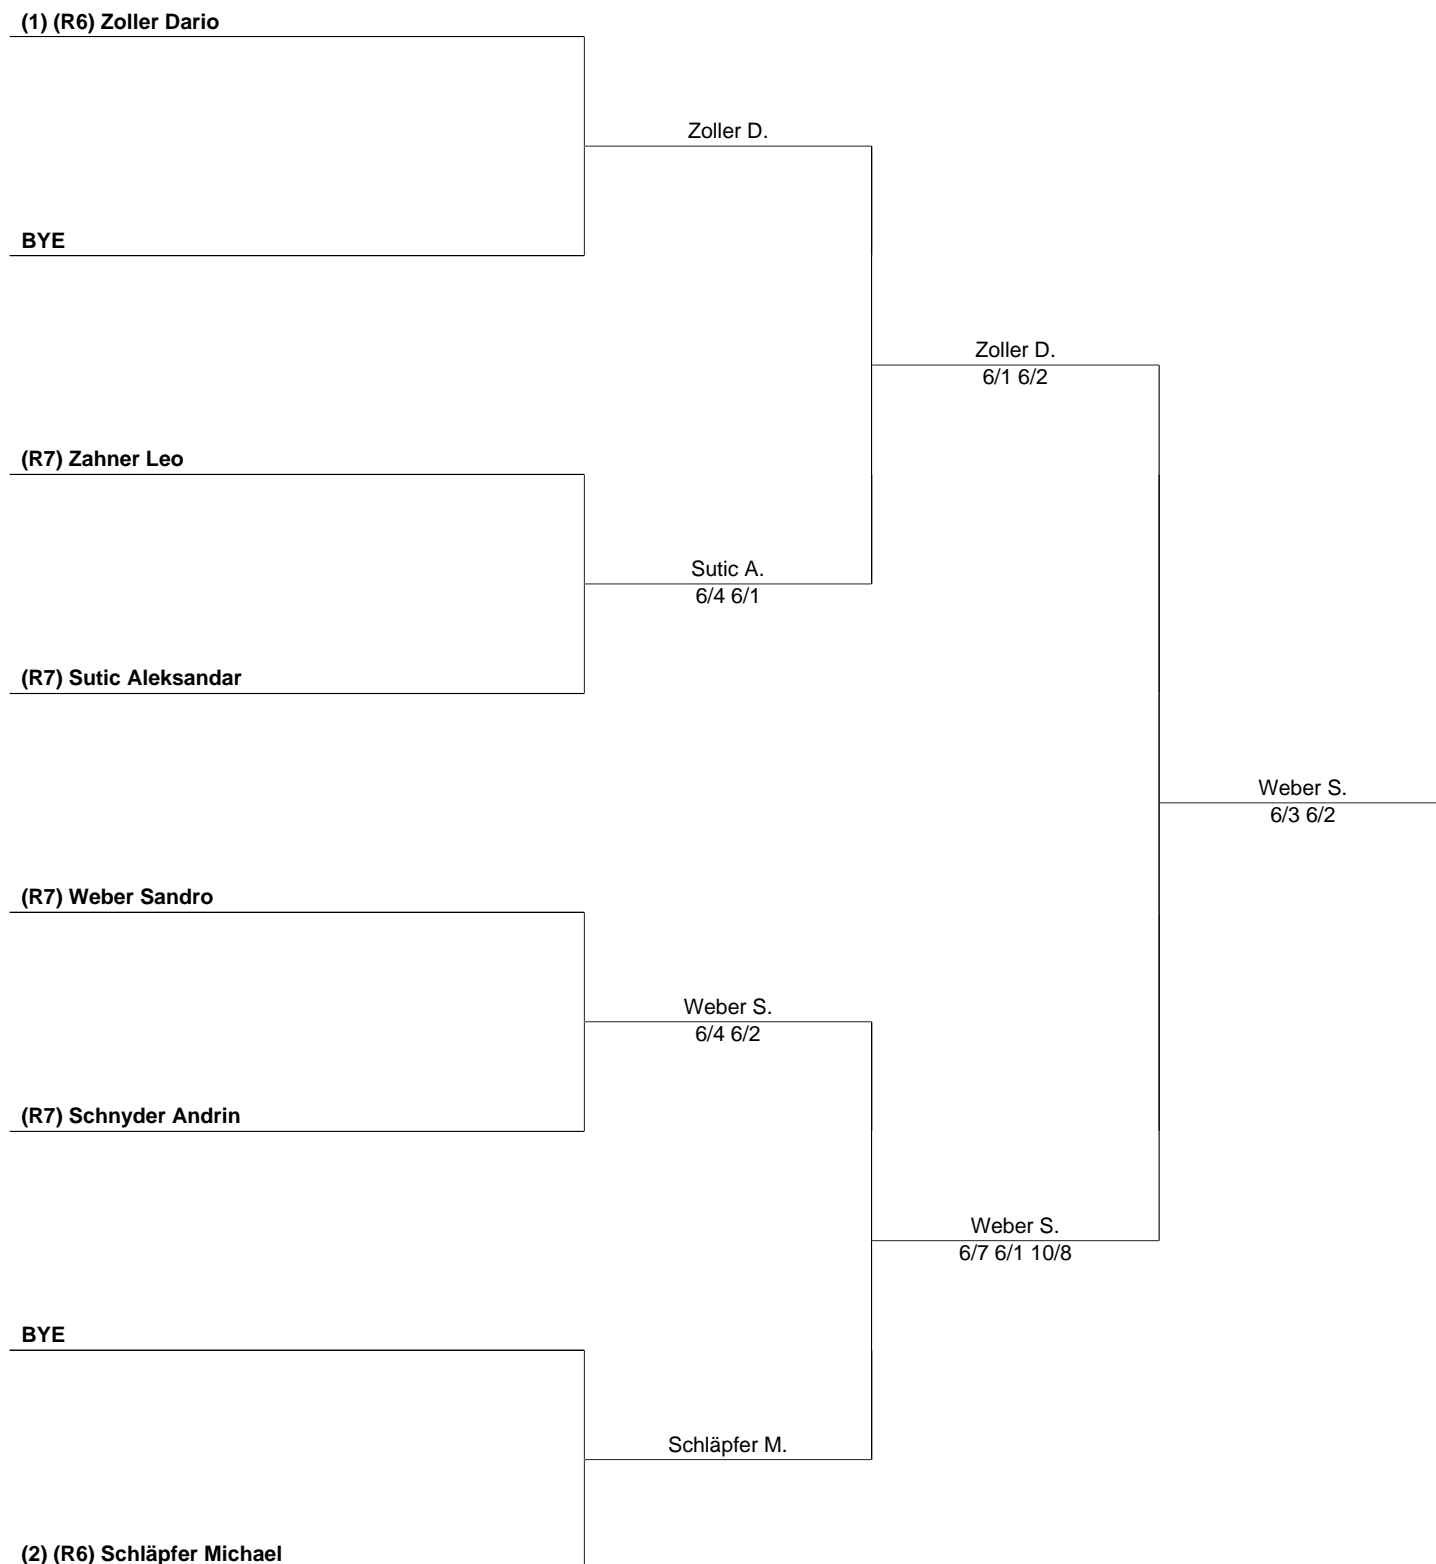 (1) (R6) Zoller Dario
Zoller D.
BYE
Zoller D.
6/1 6/2
(R7) Zahner Leo
Sutic A.
6/4 6/1
(R7) Sutic Aleksandar
Weber S.
6/3 6/2
(R7) Weber Sandro
Weber S.
6/4 6/2
(R7) Schnyder Andrin
Weber S.
6/7 6/1 10/8
BYE
Schläpfer M.
(2) (R6) Schläpfer Michael